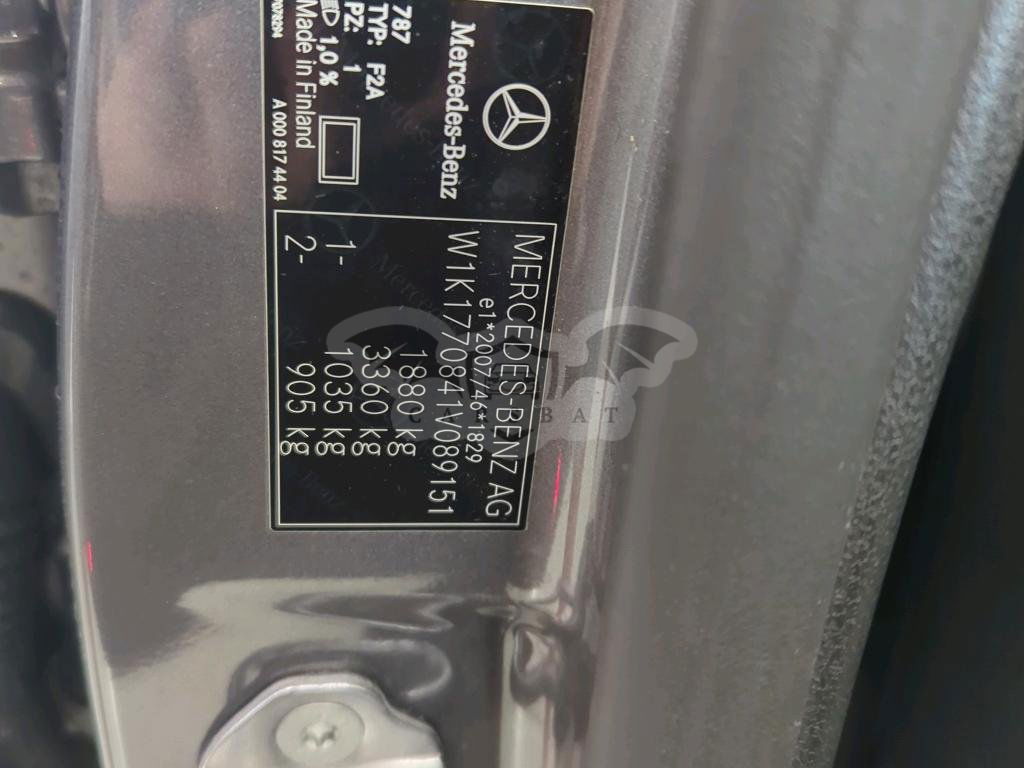 Mercedes-Benz
787
TYP: F2A
PZ: 1
1,0 %
Made in Finland
A 000 817 44 04
MERCEDES-BENZ AG
e1*2007/46*1829
W1K1770841V089151
1880 kg
3360 kg
1- 1035 kg
2- 905 kg